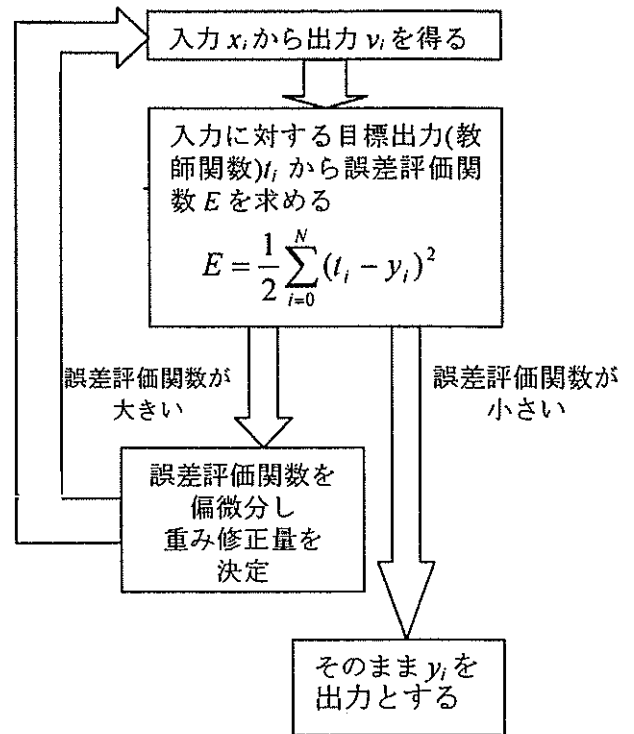 入力 xᵢ から出力 vᵢ を得る
入力に対する目標出力(教
師関数)tᵢ から誤差評価関
数 E を求める
E = 1/2 ∑_{i=0}^{N} (tᵢ − yᵢ)²
誤差評価関数が
大きい
誤差評価関数が
小さい
誤差評価関数を
偏微分し
重み修正量を
決定
そのまま yᵢ を
出力とする